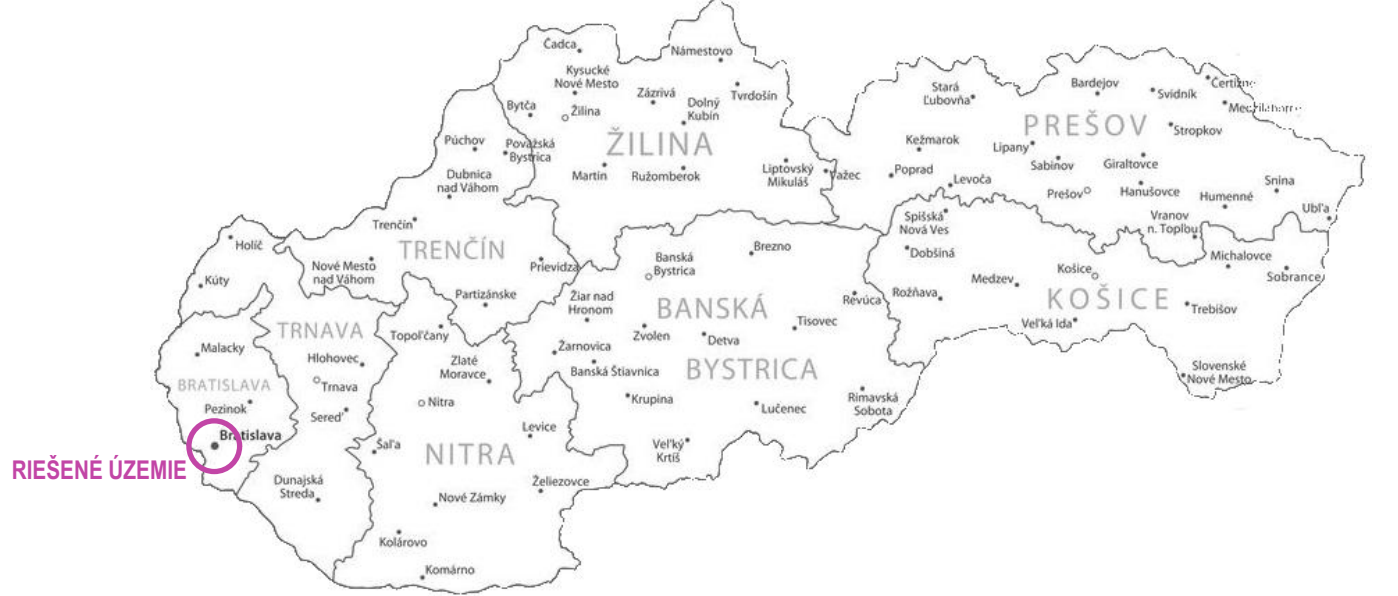 Čadca
Námestovo
Kysucké
Nové Mesto
Zázrivá
Tvrdošín
Bytča
Žilina
Dolný
Kubín
ŽILINA
Púchov
Považská
Bystrica
Dubnica
nad Váhom
Martin
Ružomberok
Liptovský
Mikuláš
Važec
Stará
Ľubovňa
Bardejov
Svidník
Čertižné
PREŠOV
Stropkov
Kežmarok
Lipany
Sabinov
Giraltovce
Poprad
Levoča
Prešov
Hanušovce
Humenné
Snina
Ubľa
Vranov
n. Topľou
Spišská
Nová Ves
Dobšiná
Michalovce
Sobrance
Medzev
Košice
KOŠICE
Rožňava
Veľká Ida
Trebišov
Slovenské
Nové Mesto
Trenčín
TRENČÍN
Holíč
Nové Mesto
nad Váhom
Prievidza
Kúty
Partizánske
Banská
Bystrica
Brezno
Žiar nad
Hronom
BANSKÁ
Revúca
Tisovec
Zvolen
Detva
Žarnovica
Banská Štiavnica
BYSTRICA
Krupina
Lučenec
Rimavská
Sobota
Veľký
Krtíš
TRNAVA
Topoľčany
Malacky
Hlohovec
Zlaté
Moravce
BRATISLAVA
Trnava
Pezinok
Sereď
Nitra
Bratislava
Šaľa
NITRA
Levice
RIEŠENÉ ÚZEMIE
Dunajská
Streda
Nové Zámky
Želiezovce
Kolárovo
Komárno